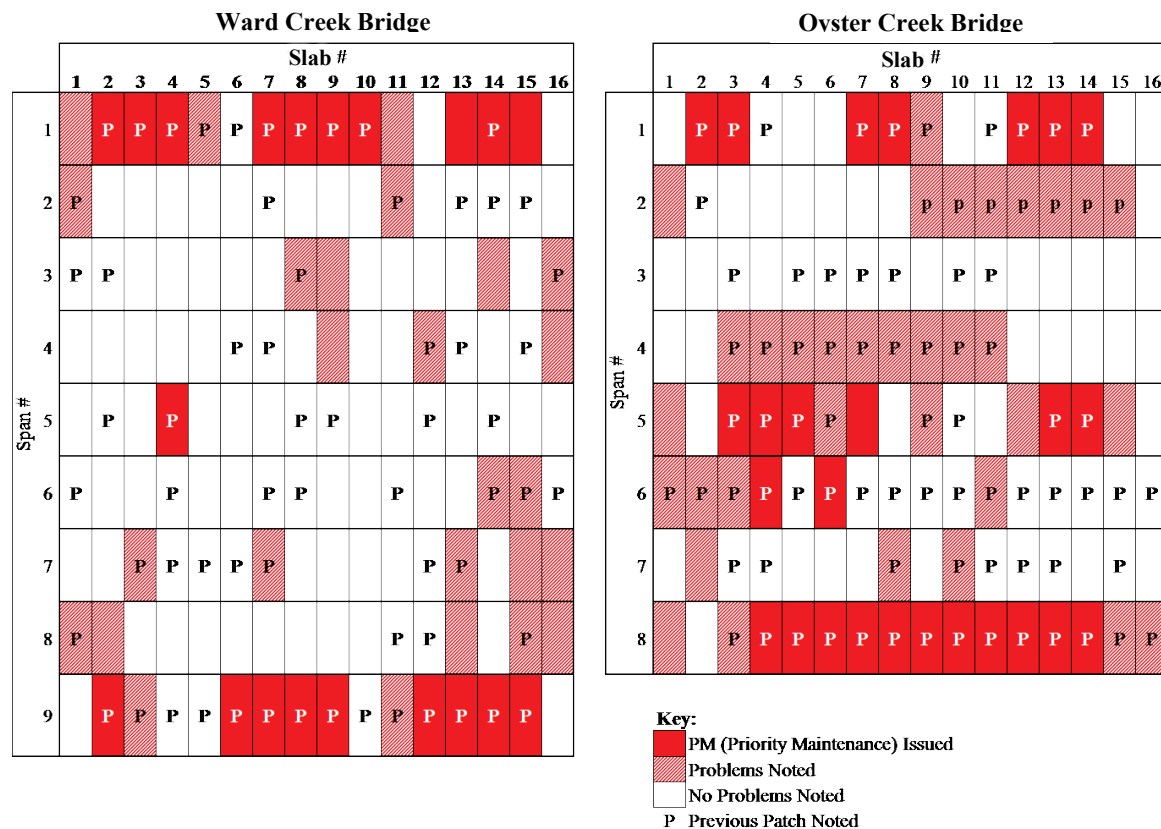 Ward Creek Bridge
Slab #
1 2 3 4 5 6 7 8 9 10 11 12 13 14 15 16
Span #
1 P P P P P P P P P P
2 P P P P P P
3 P P P P
4 P P P P P
5 P P P P P P
6 P P P P P P P P
7 P P P P P P P
8 P P P P
9 P P P P P P P P P P P P P P
Oyster Creek Bridge
Slab #
1 2 3 4 5 6 7 8 9 10 11 12 13 14 15 16
Span #
1 P P P P P P P P P P
2 P p p p p p p p
3 P P P P P P P
4 P P P P P P P P P
5 P P P P P P P P
6 P P P P P P P P P P P P P P P P
7 P P P P P P P P
8 P P P P P P P P P P P P P P
Key:
PM (Priority Maintenance) Issued
Problems Noted
No Problems Noted
P Previous Patch Noted